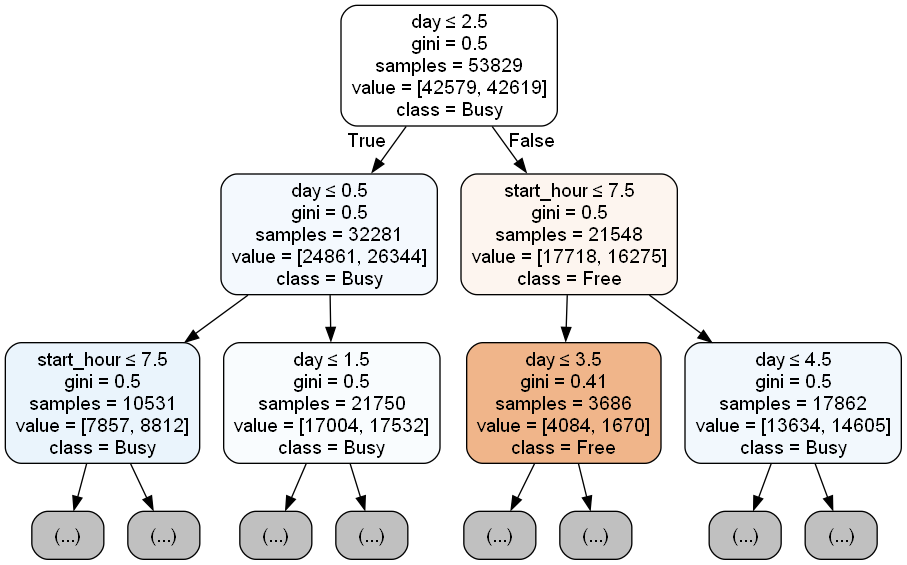 day ≤ 2.5
gini = 0.5
samples = 53829
value = [42579, 42619]
class = Busy
True
False
day ≤ 0.5
gini = 0.5
samples = 32281
value = [24861, 26344]
class = Busy
start_hour ≤ 7.5
gini = 0.5
samples = 21548
value = [17718, 16275]
class = Free
start_hour ≤ 7.5
gini = 0.5
samples = 10531
value = [7857, 8812]
class = Busy
day ≤ 1.5
gini = 0.5
samples = 21750
value = [17004, 17532]
class = Busy
day ≤ 3.5
gini = 0.41
samples = 3686
value = [4084, 1670]
class = Free
day ≤ 4.5
gini = 0.5
samples = 17862
value = [13634, 14605]
class = Busy
(...)
(...)
(...)
(...)
(...)
(...)
(...)
(...)